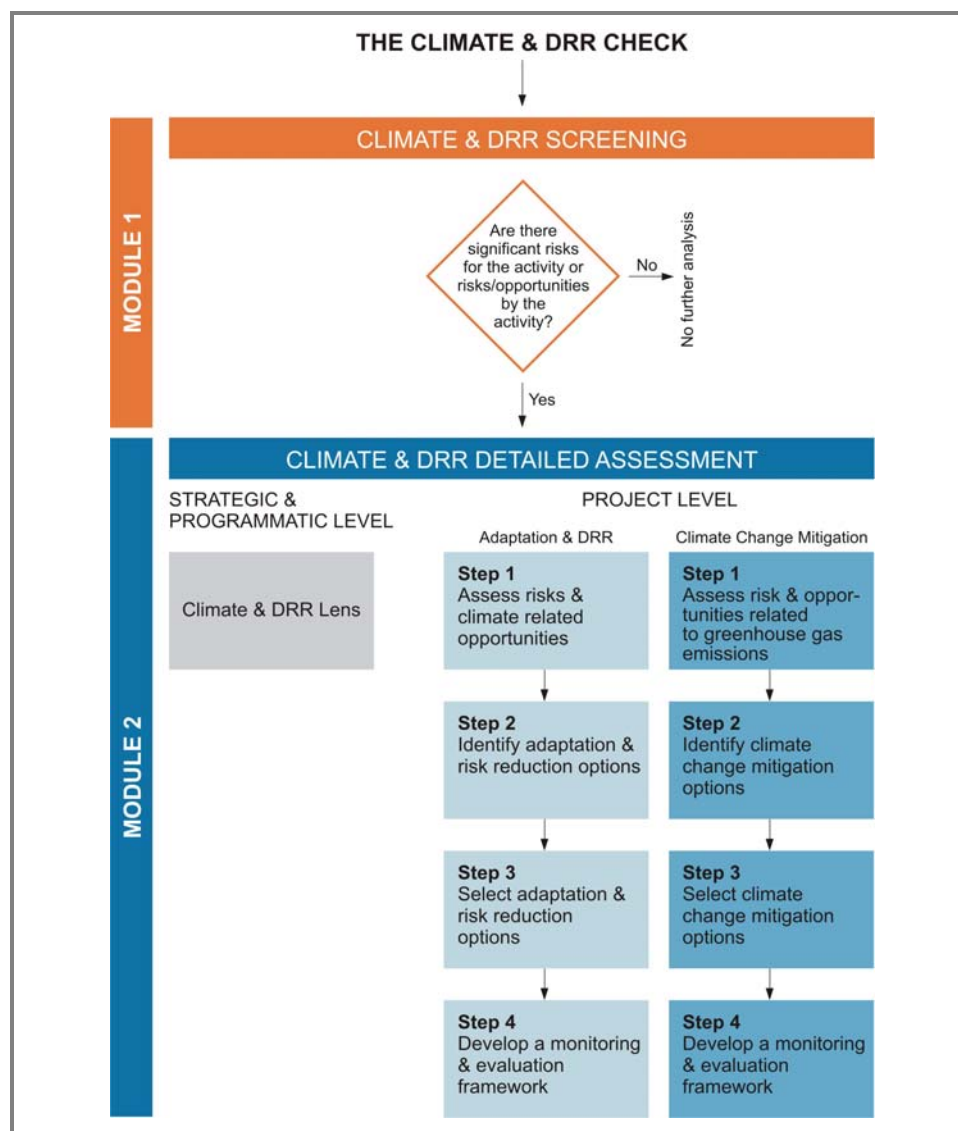 THE CLIMATE & DRR CHECK
MODULE 1
CLIMATE & DRR SCREENING
Are there
significant risks
for the activity or
risks/opportunities
by the
activity?
No
No further analysis
Yes
MODULE 2
CLIMATE & DRR DETAILED ASSESSMENT
STRATEGIC &
PROGRAMMATIC LEVEL
Climate & DRR Lens
PROJECT LEVEL
Adaptation & DRR
Step 1
Assess risks &
climate related
opportunities
Step 2
Identify adaptation &
risk reduction options
Step 3
Select adaptation &
risk reduction
options
Step 4
Develop a monitoring
& evaluation
framework
Climate Change Mitigation
Step 1
Assess risk & oppor-
tunities related
to greenhouse gas
emissions
Step 2
Identify climate
change mitigation
options
Step 3
Select climate
change mitigation
options
Step 4
Develop a monitoring
& evaluation
framework